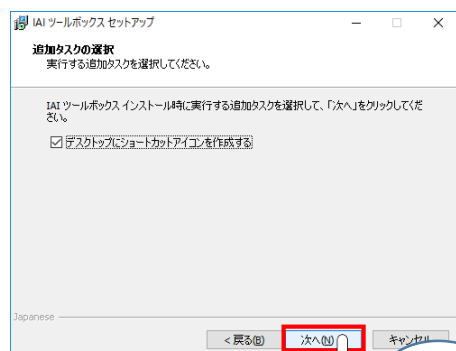 IAI ツールボックス セットアップ
追加タスクの選択
実行する追加タスクを選択してください。
IAI ツールボックス インストール時に実行する追加タスクを選択して、「次へ」をクリックしてくだ
さい。
デスクトップにショートカットアイコンを作成する
Japanese
< 戻る(B)
次へ(N)
キャンセル